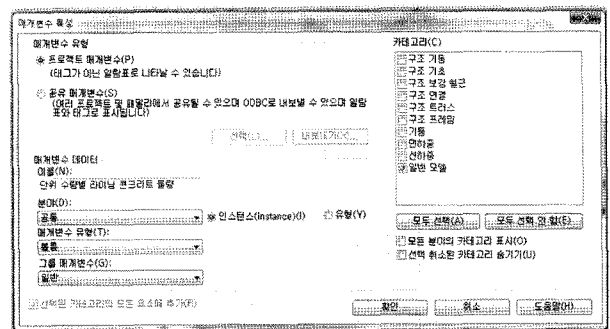 매개변수 특성
매개변수 유형
프로젝트 매개변수(P)
(태그가 아닌 일람표로 나타날 수 있습니다)
공유 매개변수(S)
(여러 프로젝트 및 패밀리에서 공유될 수 있으며 ODBC로 내보낼 수 있으며 일람
표와 태그로 표시됩니다)
선택(L)... 내보내기(X)...
매개변수 데이터
이름(N):
단위 수량별 라이닝 콘크리트 물량
분야(D):
공통
인스턴스(Instance)(I) 유형(Y)
매개변수 유형(T):
볼륨
그룹 매개변수(G):
일반
선택된 카테고리의 모든 요소에 추가(R)
카테고리(C)
구조 기둥
구조 기초
구조 보강 철근
구조 연결
구조 트러스
구조 프레임
기둥
면하중
선하중
일반 모델
모두 선택(A) 모두 선택 안 함(E)
모든 분야의 카테고리 표시(O)
선택 취소된 카테고리 숨기기(U)
확인 취소 도움말(H)